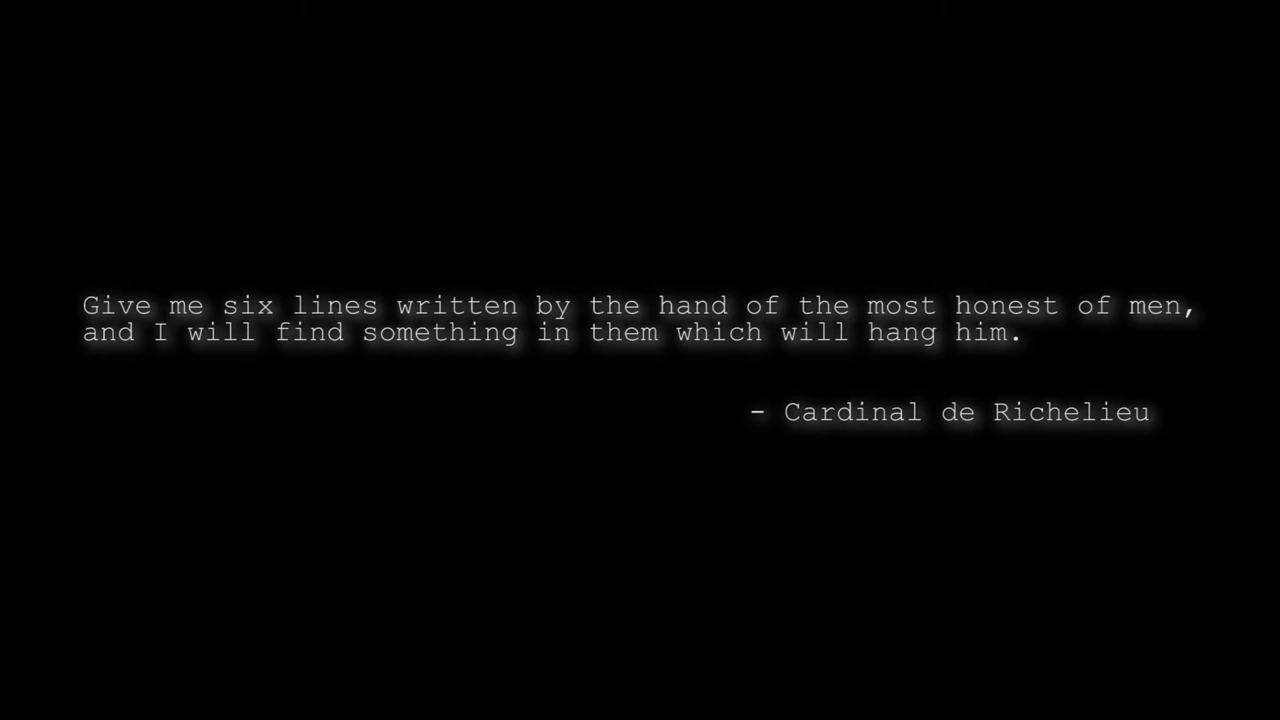 Give me six lines written by the hand of the most honest of men,
and I will find something in them which will hang him.
- Cardinal de Richelieu